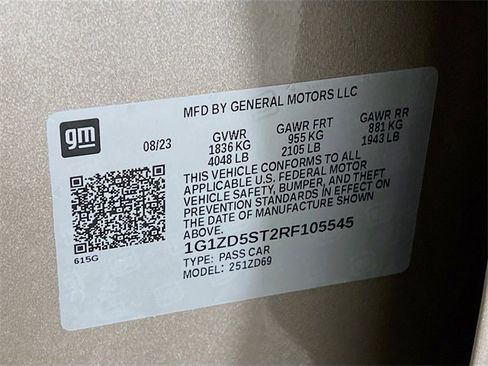 MFD BY GENERAL MOTORS LLC
gm
08/23
GVWR
1836 KG
4048 LB
GAWR FRT
955 KG
2105 LB
GAWR RR
881 KG
1943 LB
THIS VEHICLE CONFORMS TO ALL
APPLICABLE U.S. FEDERAL MOTOR
VEHICLE SAFETY, BUMPER, AND THEFT
PREVENTION STANDARDS IN EFFECT ON
THE DATE OF MANUFACTURE SHOWN
ABOVE.
1G1ZD5ST2RF105545
615G
TYPE: PASS CAR
MODEL: 251ZD69